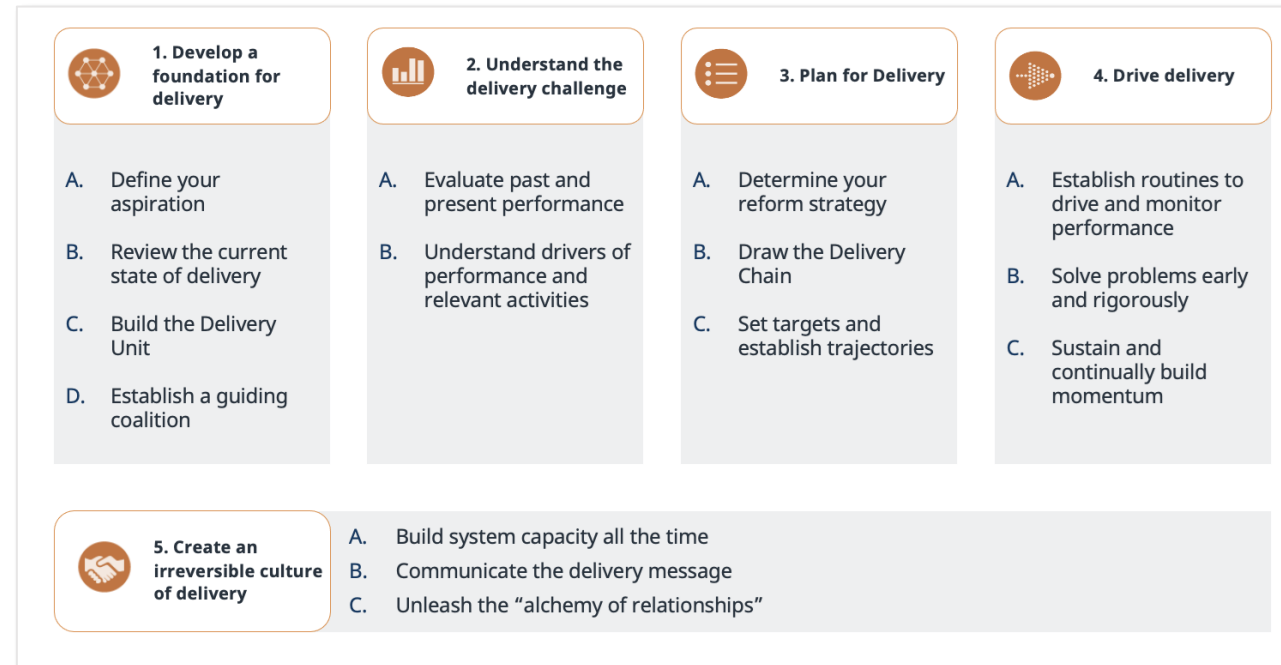 1. Develop a
foundation for
delivery
A. Define your
aspiration
B. Review the current
state of delivery
C. Build the Delivery
Unit
D. Establish a guiding
coalition
2. Understand the
delivery challenge
A. Evaluate past and
present performance
B. Understand drivers of
performance and
relevant activities
3. Plan for Delivery
A. Determine your
reform strategy
B. Draw the Delivery
Chain
C. Set targets and
establish trajectories
4. Drive delivery
A. Establish routines to
drive and monitor
performance
B. Solve problems early
and rigorously
C. Sustain and
continually build
momentum
5. Create an
irreversible culture
of delivery
A. Build system capacity all the time
B. Communicate the delivery message
C. Unleash the “alchemy of relationships”